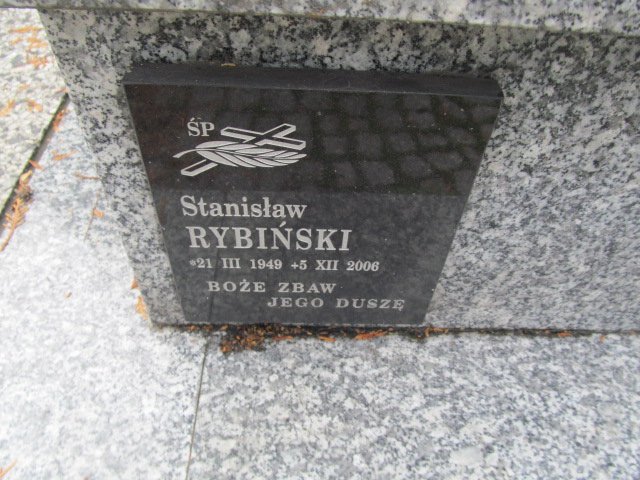 ŚP
Stanisław
RYBIŃSKI
*21 III 1949 +5 XII 2006
BOŻE ZBAW
JEGO DUSZĘ